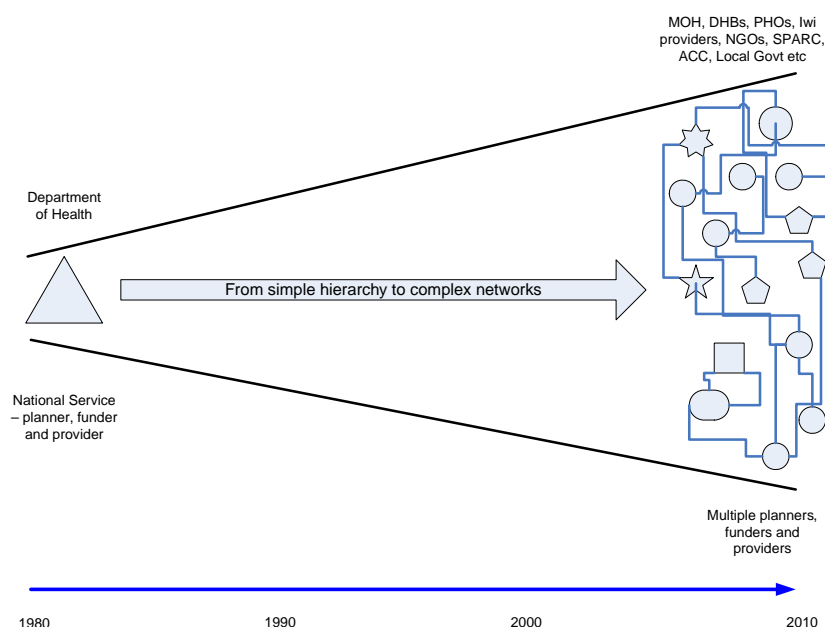 MOH, DHBs, PHOs, Iwi
providers, NGOs, SPARC,
ACC, Local Govt etc
Department
of Health
From simple hierarchy to complex networks
National Service
– planner, funder
and provider
Multiple planners,
funders and
providers
1980
1990
2000
2010